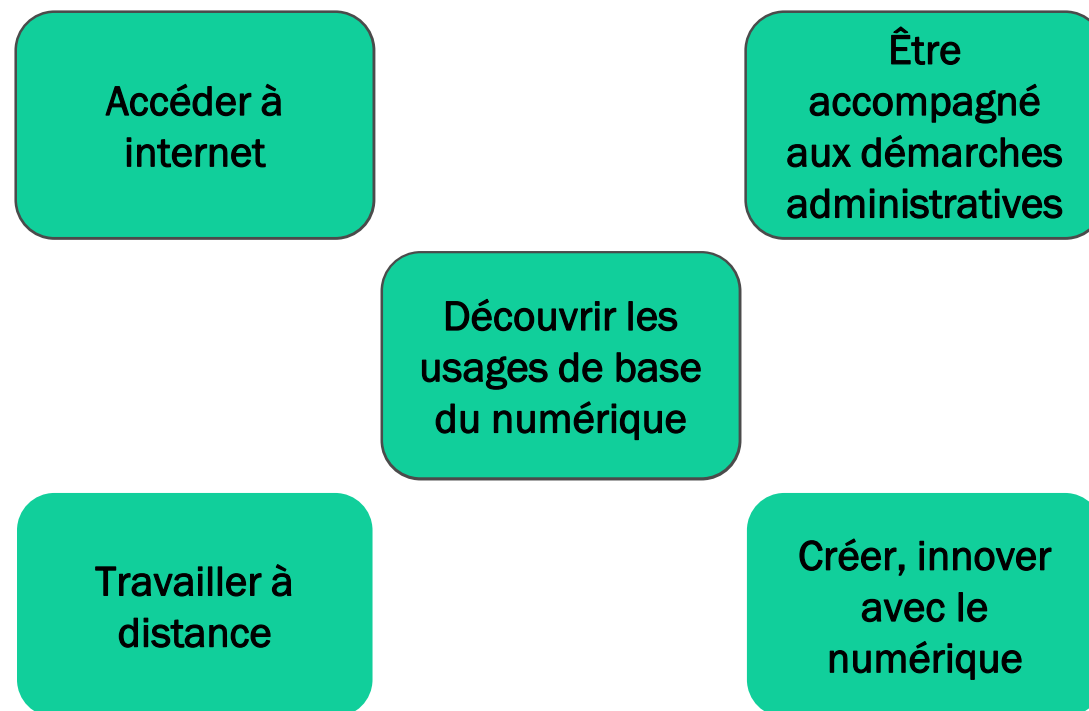 Accéder à
internet
Être
accompagné
aux démarches
administratives
Découvrir les
usages de base
du numérique
Travailler à
distance
Créer, innover
avec le
numérique